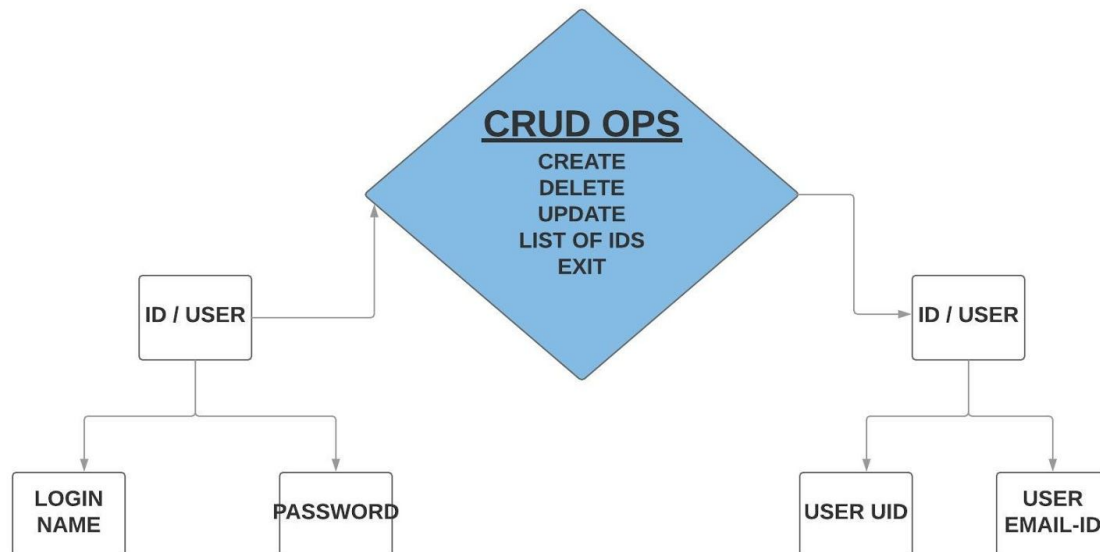 CRUD OPS
CREATE
DELETE
UPDATE
LIST OF IDS
EXIT
ID / USER
ID / USER
LOGIN
NAME
PASSWORD
USER UID
USER
EMAIL-ID